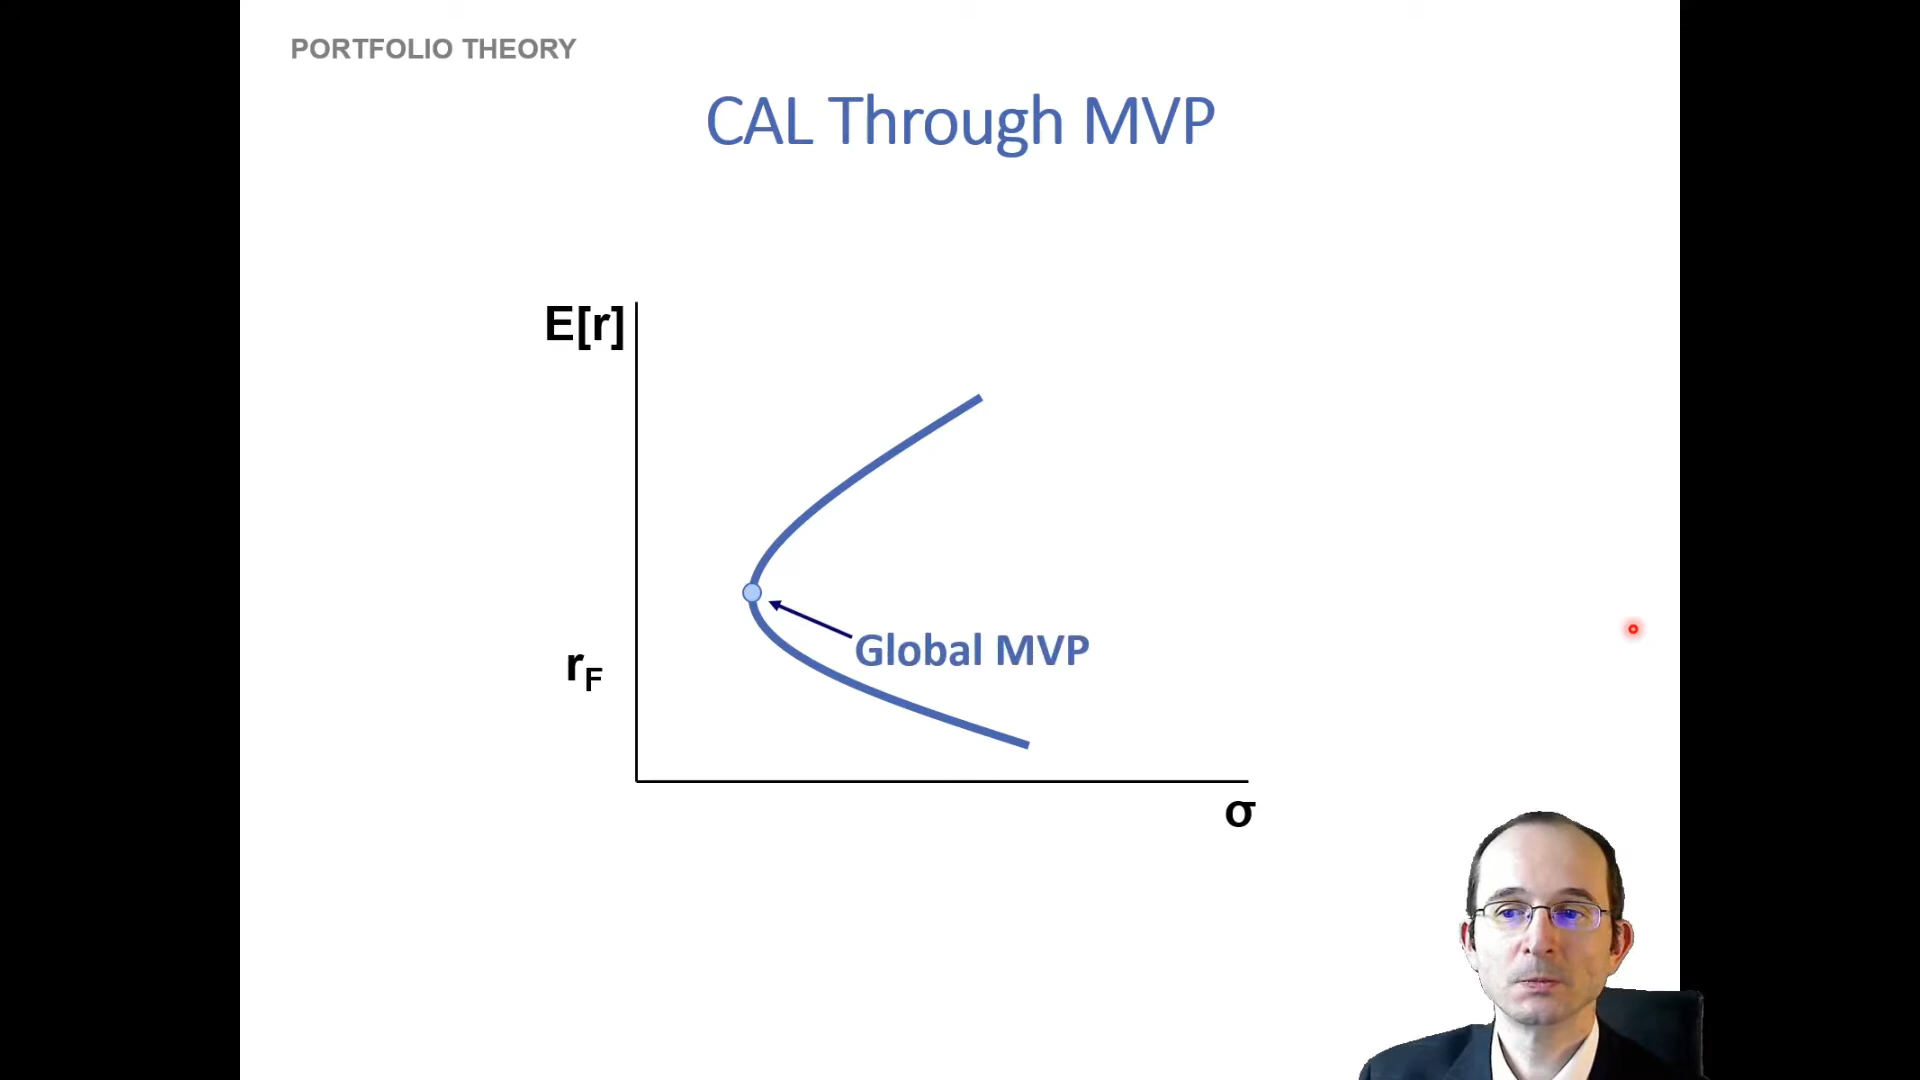 PORTFOLIO THEORY
CAL Through MVP
E[r]
Global MVP
rF
σ